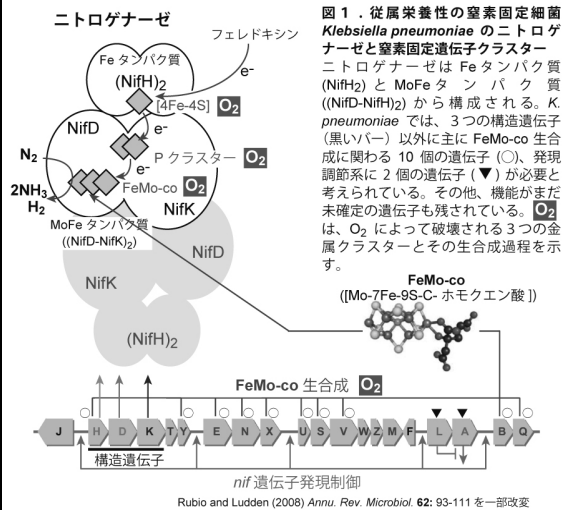 ニトロゲナーゼ
フェレドキシン
Fe タンパク質
(NifH)₂
e-
[4Fe-4S] O₂
NifD
e-
P クラスター O₂
e-
N₂
FeMo-co O₂
2NH₃
H₂
NifK
MoFe タンパク質
((NifD-NifK)₂)
NifD
NifK
(NifH)₂
図1．従属栄養性の窒素固定細菌
Klebsiella pneumoniae のニトロゲ
ナーゼと窒素固定遺伝子クラスター
ニトロゲナーゼは Fe タンパク質
(NifH₂) と MoFe タンパク質
((NifD-NifH)₂) から構成される。K.
pneumoniae では、3つの構造遺伝子
（黒いバー）以外に主に FeMo-co 生合
成に関わる 10 個の遺伝子 (○)、発現
調節系に 2 個の遺伝子 (▼) が必要と
考えられている。その他、機能がまだ
未確定の遺伝子も残されている。O₂
は、O₂ によって破壊される3つの金
属クラスターとその生合成過程を示
す。
FeMo-co
([Mo-7Fe-9S-C- ホモクエン酸 ])
FeMo-co 生合成 O₂
J H D K T Y E N X U S V W Z M F L A B Q
構造遺伝子
nif 遺伝子発現制御
Rubio and Ludden (2008) Annu. Rev. Microbiol. 62: 93-111 を一部改変